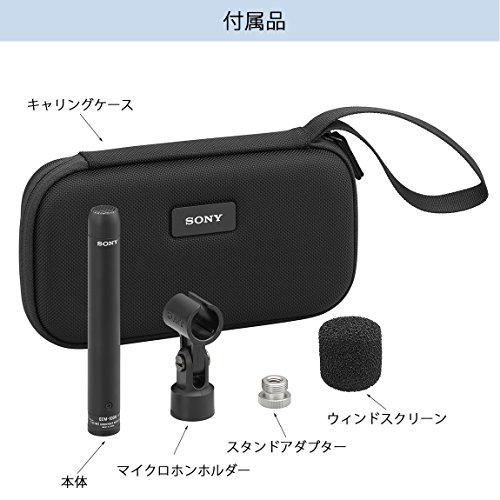 付属品
キャリングケース
SONY
SONY
本体
マイクロホンホルダー
スタンドアダプター
ウィンドスクリーン